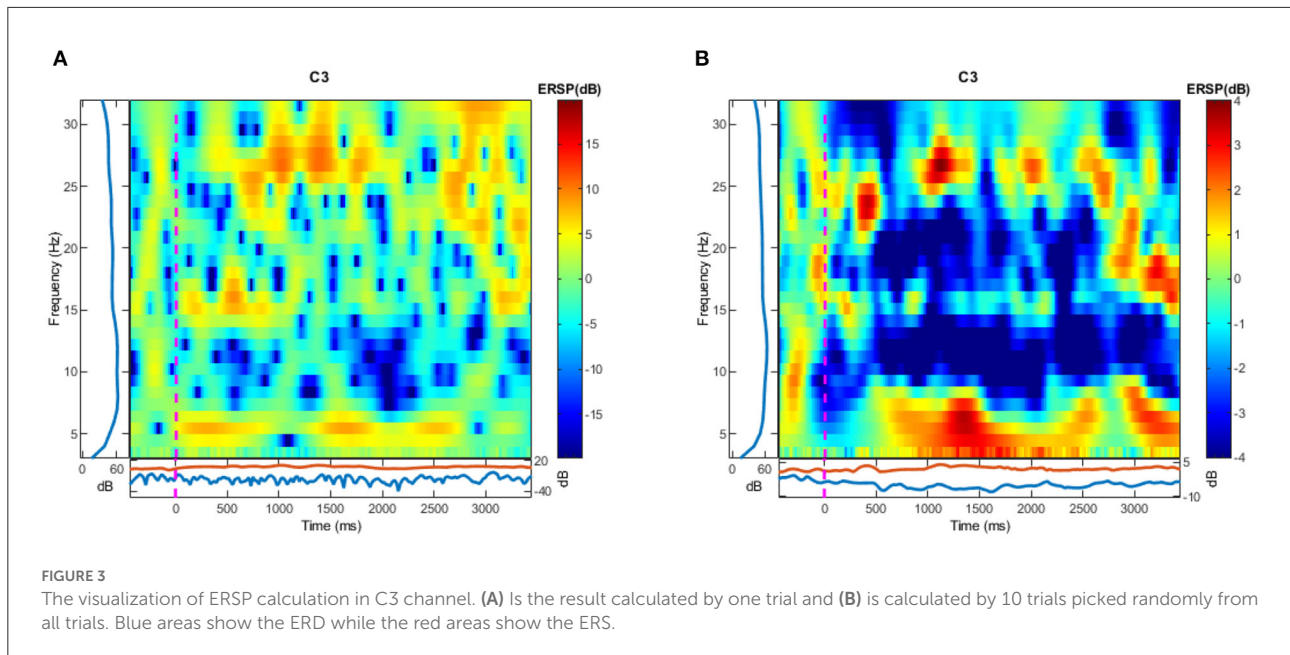 A
C3
ERSP(dB)
30
25
20
15
10
5
Frequency (Hz)
15
10
5
0
-5
-10
-15
0 60
dB
20
-40
dB
0 500 1000 1500 2000 2500 3000
Time (ms)
B
C3
ERSP(dB)
30
25
20
15
10
5
Frequency (Hz)
4
3
2
1
0
-1
-2
-3
-4
0 60
dB
5
-10
dB
0 500 1000 1500 2000 2500 3000
Time (ms)
FIGURE 3
The visualization of ERSP calculation in C3 channel. (A) Is the result calculated by one trial and (B) is calculated by 10 trials picked randomly from
all trials. Blue areas show the ERD while the red areas show the ERS.